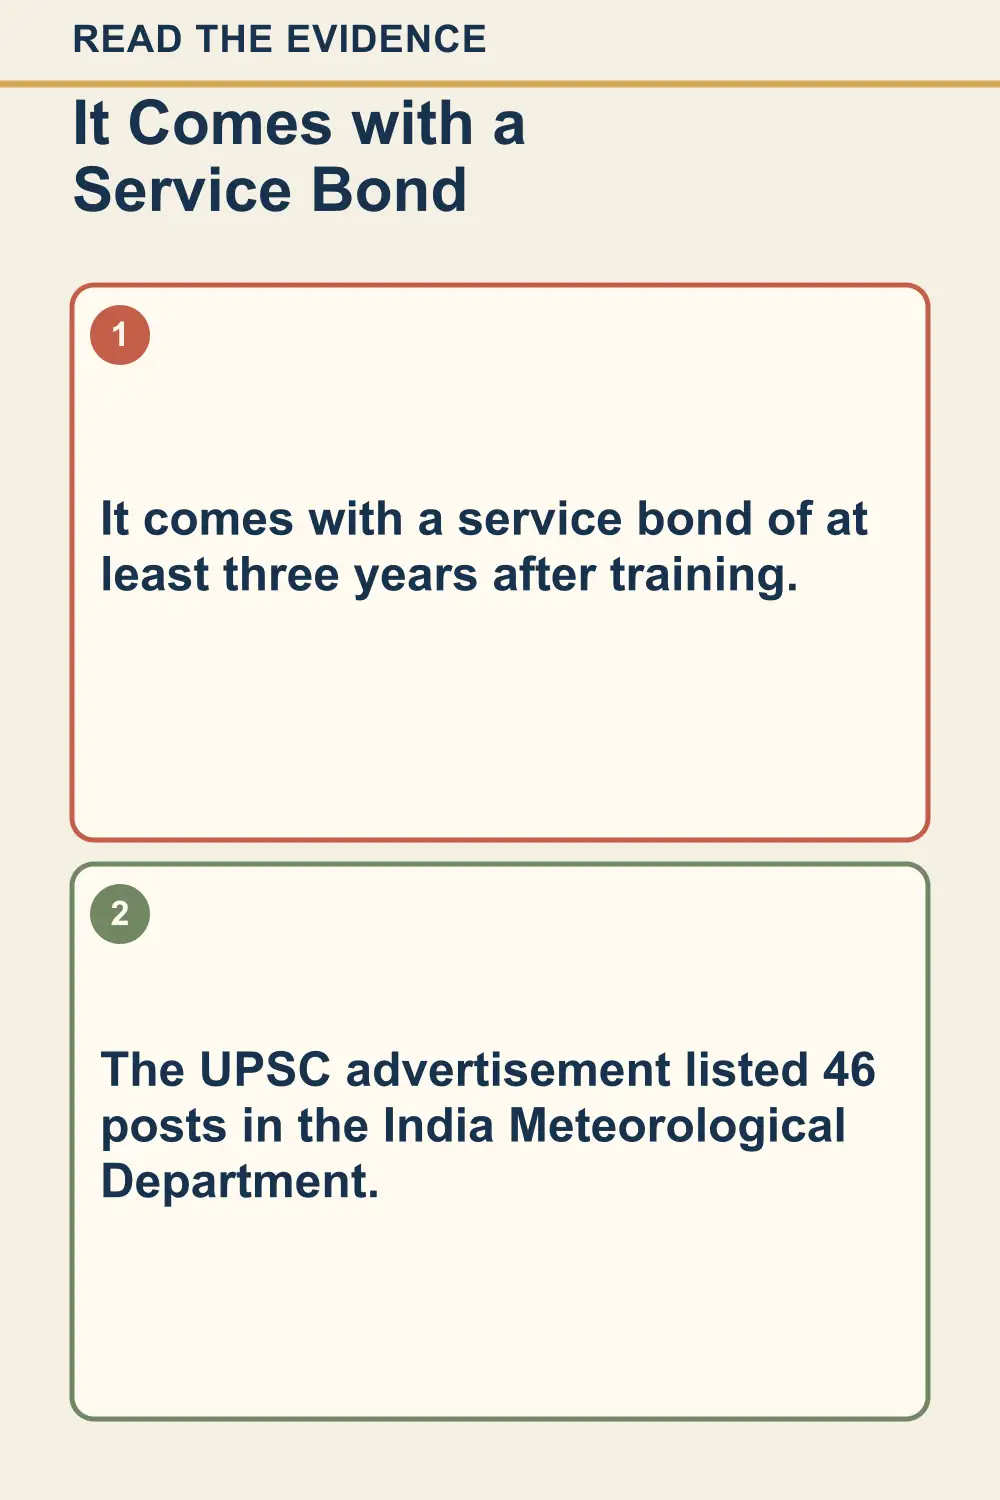 READ THE EVIDENCE
It Comes with a
Service Bond
1
It comes with a service bond of at
least three years after training.
2
The UPSC advertisement listed 46
posts in the India Meteorological
Department.